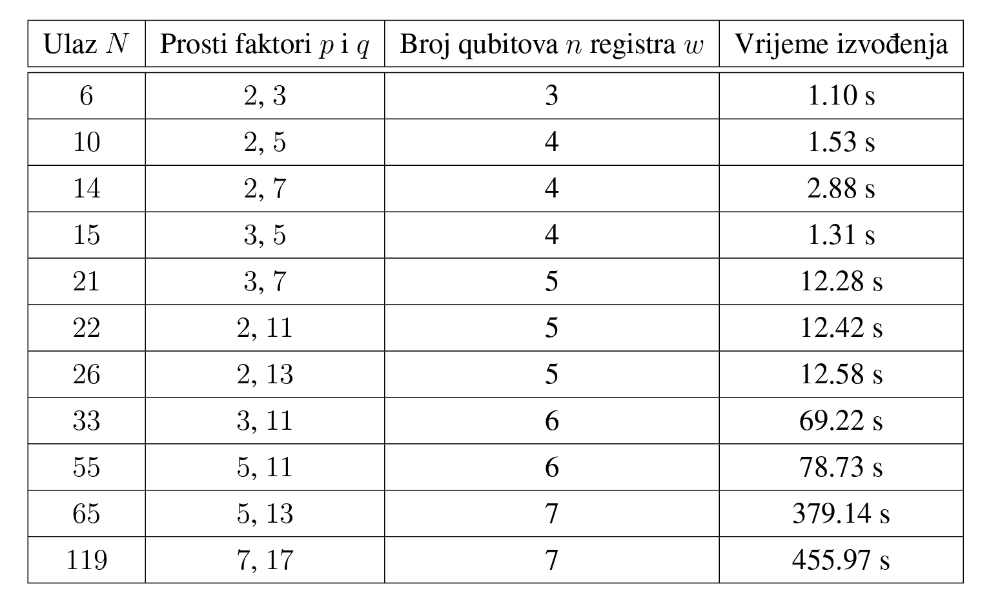 Ulaz N Prosti faktori p i q Broj qubitova n registra w Vrijeme izvođenja
6 2, 3 3 1.10 s
10 2, 5 4 1.53 s
14 2, 7 4 2.88 s
15 3, 5 4 1.31 s
21 3, 7 5 12.28 s
22 2, 11 5 12.42 s
26 2, 13 5 12.58 s
33 3, 11 6 69.22 s
55 5, 11 6 78.73 s
65 5, 13 7 379.14 s
119 7, 17 7 455.97 s